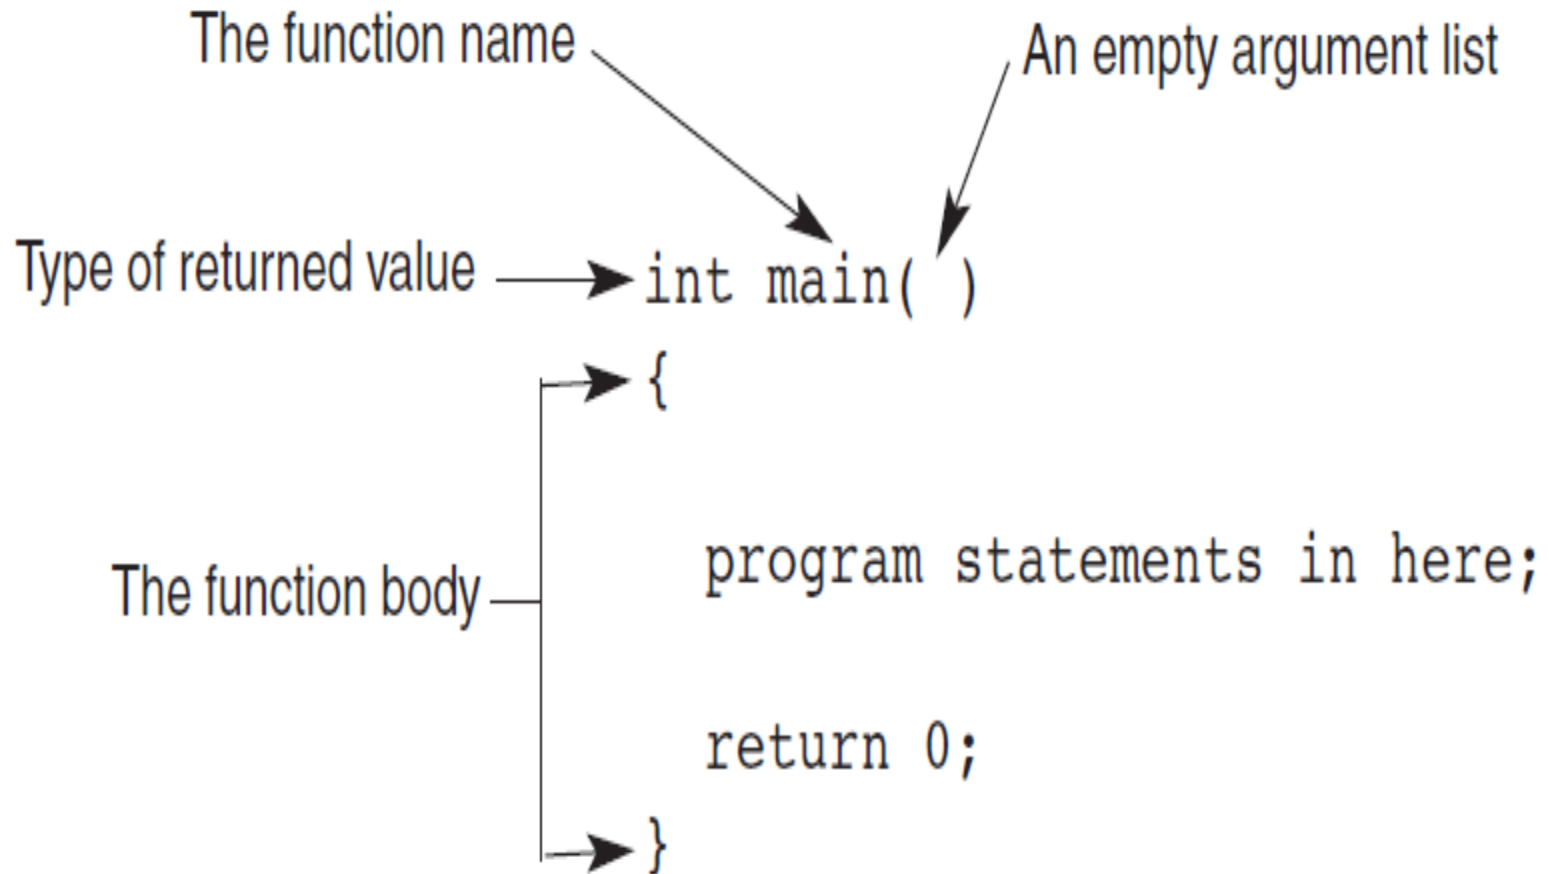 The function name
An empty argument list
Type of returned value
int main( )
{
program statements in here;
The function body
return 0;
}